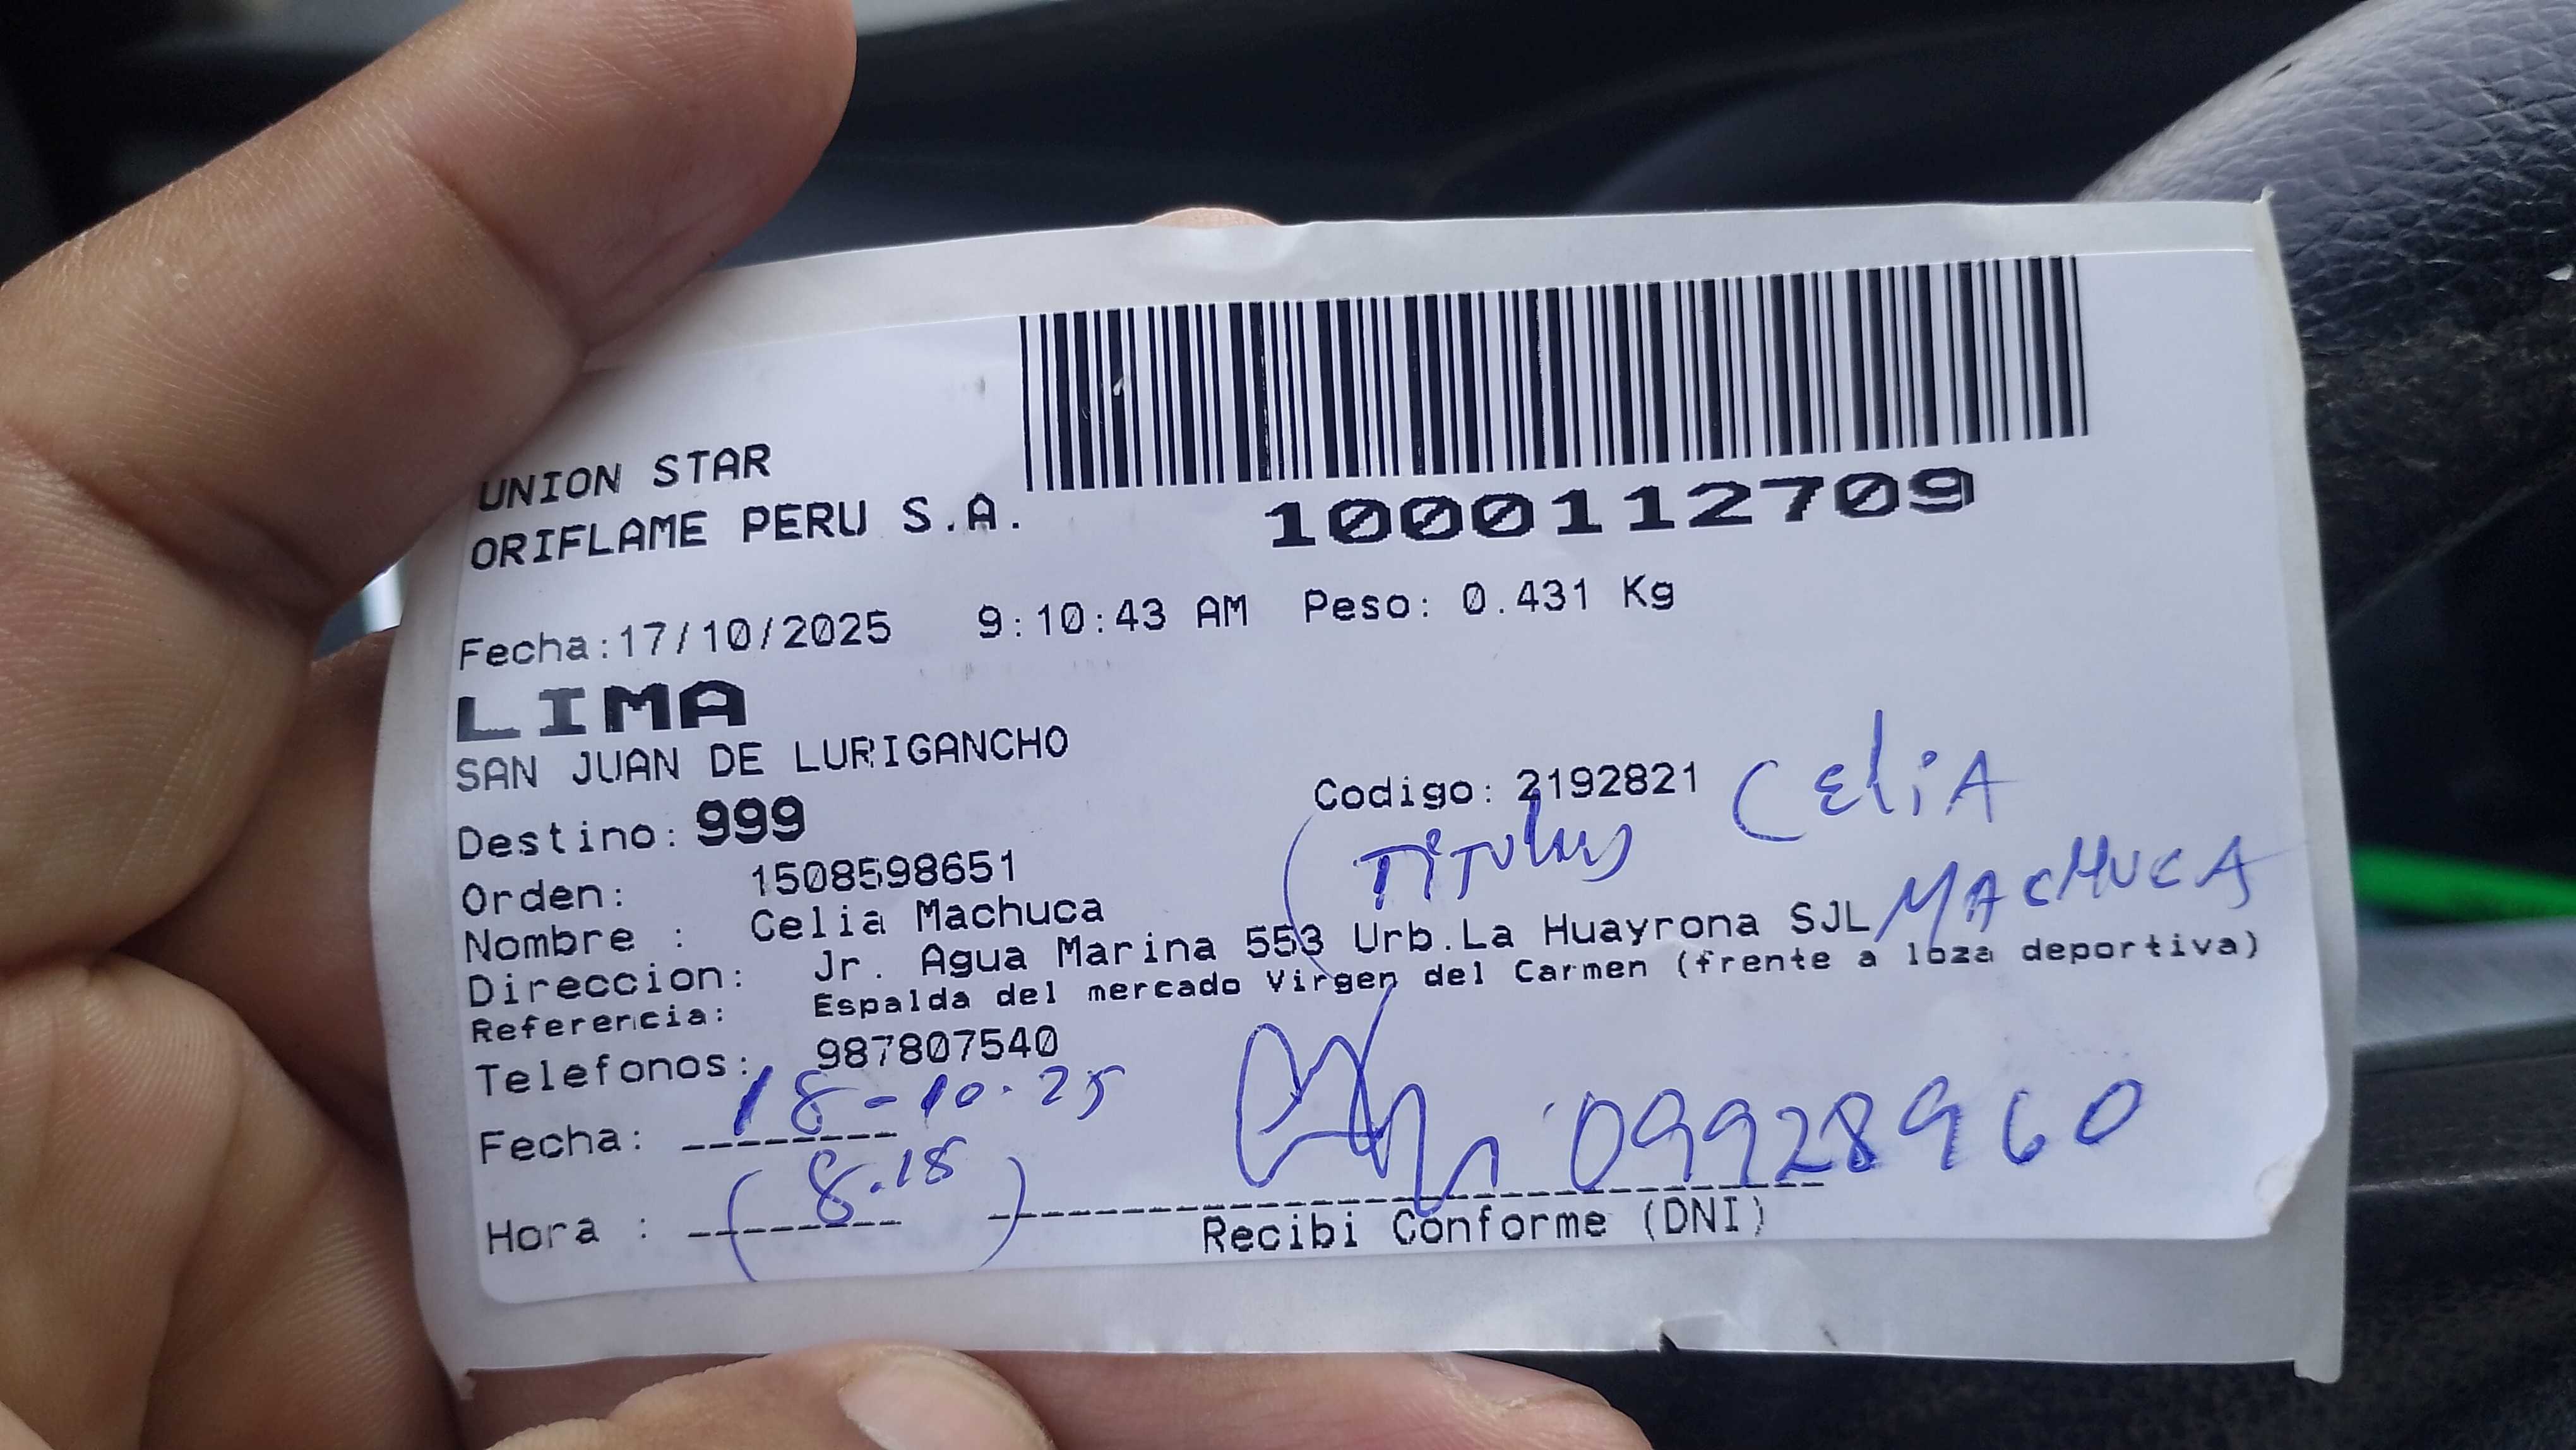 UNION STAR
ORIFLAME PERU S.A.
1000112709
Fecha:17/10/2025 9:10:43 AM Peso: 0.431 Kg
LIMA
SAN JUAN DE LURIGANCHO
Destino: 999
Codigo: 2192821 Celia
Orden: 1508598651
Titular
Nombre : Celia Machuca
MACHUCA
Direccion: Jr. Agua Marina 553 Urb.La Huayrona SJL
Referencia: Espalda del mercado Virgen del Carmen (frente a loza deportiva)
Telefonos: 987807540
Fecha: 18-10-25
09928960
Hora : (8.18)
Recibi Conforme (DNI)